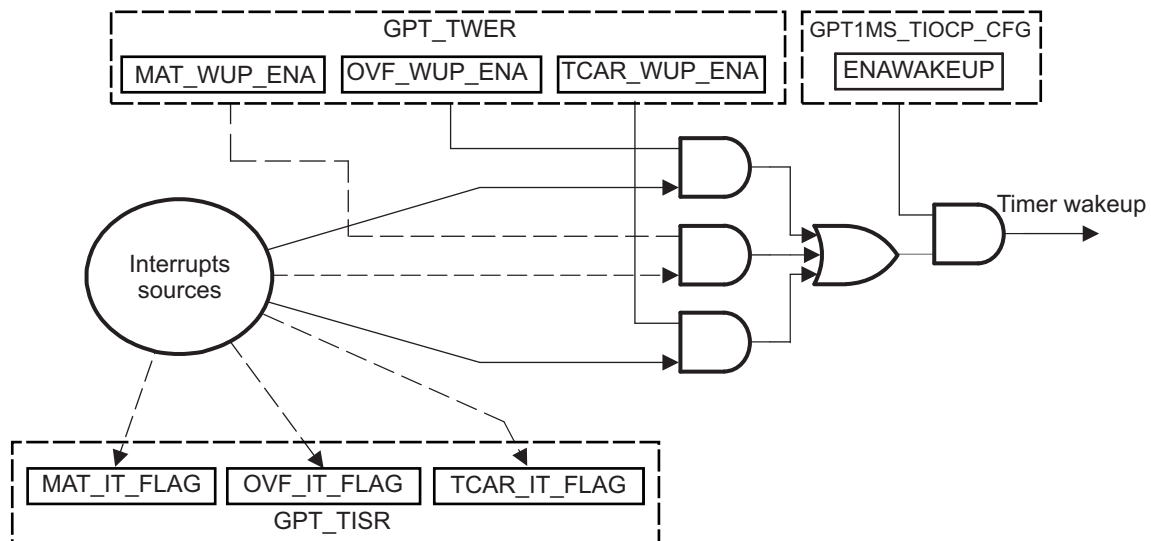 GPT_TWER
MAT_WUP_ENA
OVF_WUP_ENA
TCAR_WUP_ENA
GPT1MS_TIOCP_CFG
ENAWAKEUP
Timer wakeup
Interrupts
sources
MAT_IT_FLAG
OVF_IT_FLAG
TCAR_IT_FLAG
GPT_TISR